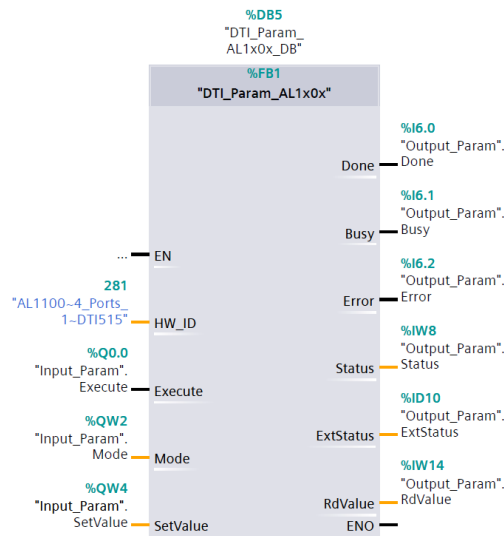 %DB5
"DTI_Param_
AL1x0x_DB"
%FB1
"DTI_Param_AL1x0x"
%I6.0
"Output_Param".
Done
Done
%I6.1
"Output_Param".
Busy
Busy
...
EN
%I6.2
"Output_Param".
Error
Error
281
"AL1100~4_Ports_
1~DTI515"
HW_ID
%IW8
"Output_Param".
Status
Status
%Q0.0
"Input_Param".
Execute
Execute
%ID10
"Output_Param".
ExtStatus
ExtStatus
%QW2
"Input_Param".
Mode
Mode
%IW14
"Output_Param".
RdValue
RdValue
%QW4
"Input_Param".
SetValue
SetValue
ENO